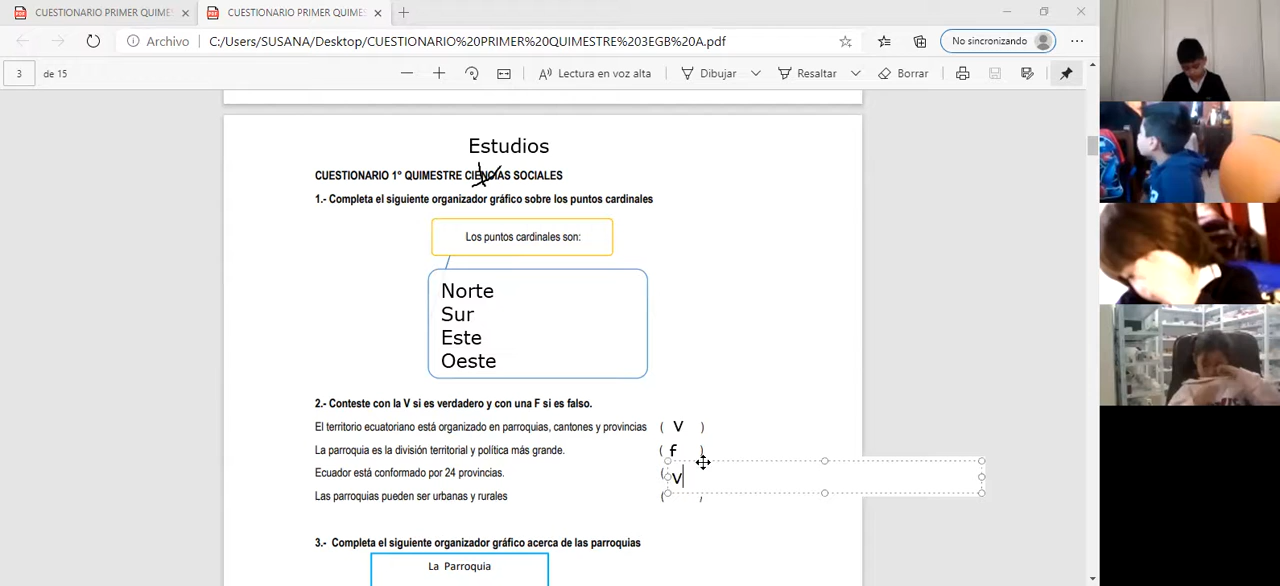 CUESTIONARIO PRIMER QUIMES
CUESTIONARIO PRIMER QUIMES
No sincronizando
Archivo
C:/Users/SUSANA/Desktop/CUESTIONARIO%20PRIMER%20QUIMESTRE%203EGB%20A.pdf
3 de 15
Lectura en voz alta
Dibujar
Resaltar
Borrar
Estudios
CUESTIONARIO 1º QUIMESTRE CIENCIAS SOCIALES
1.- Completa el siguiente organizador gráfico sobre los puntos cardinales
Los puntos cardinales son:
Norte
Sur
Este
Oeste
2.- Conteste con la V si es verdadero y con una F si es falso.
El territorio ecuatoriano está organizado en parroquias, cantones y provincias ( V )
La parroquia es la división territorial y política más grande. ( f )
Ecuador está conformado por 24 provincias. ( V
Las parroquias pueden ser urbanas y rurales ( )
3.- Completa el siguiente organizador gráfico acerca de las parroquias
La Parroquia